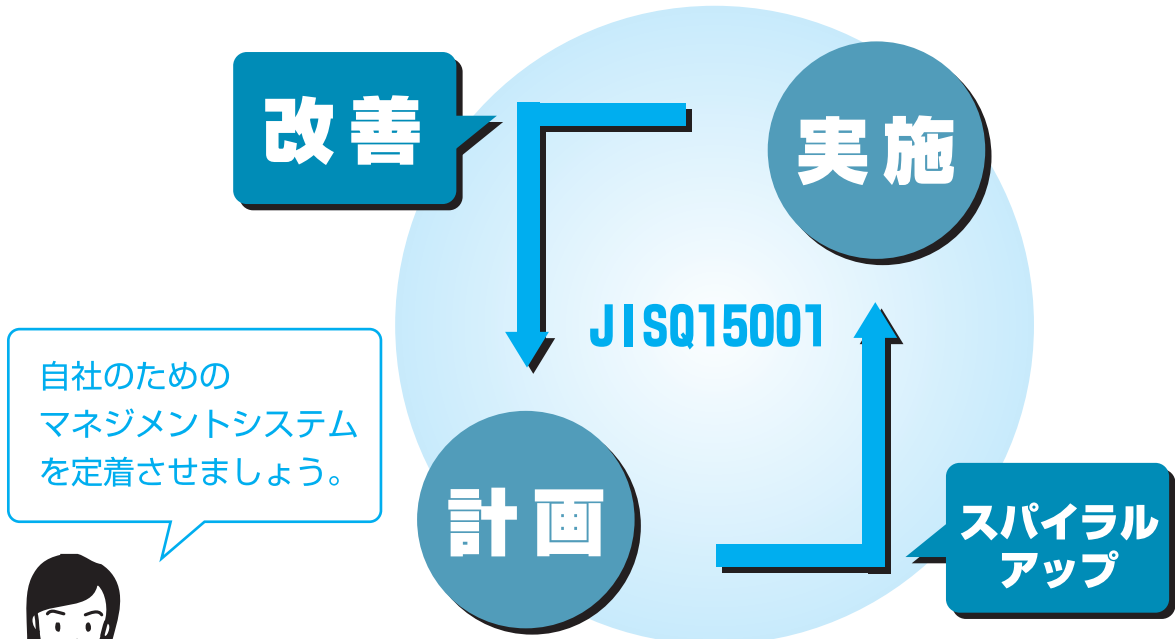 改善
実施
JISQ15001
自社のための
マネジメントシステム
を定着させましょう。
計画
スパイラル
アップ